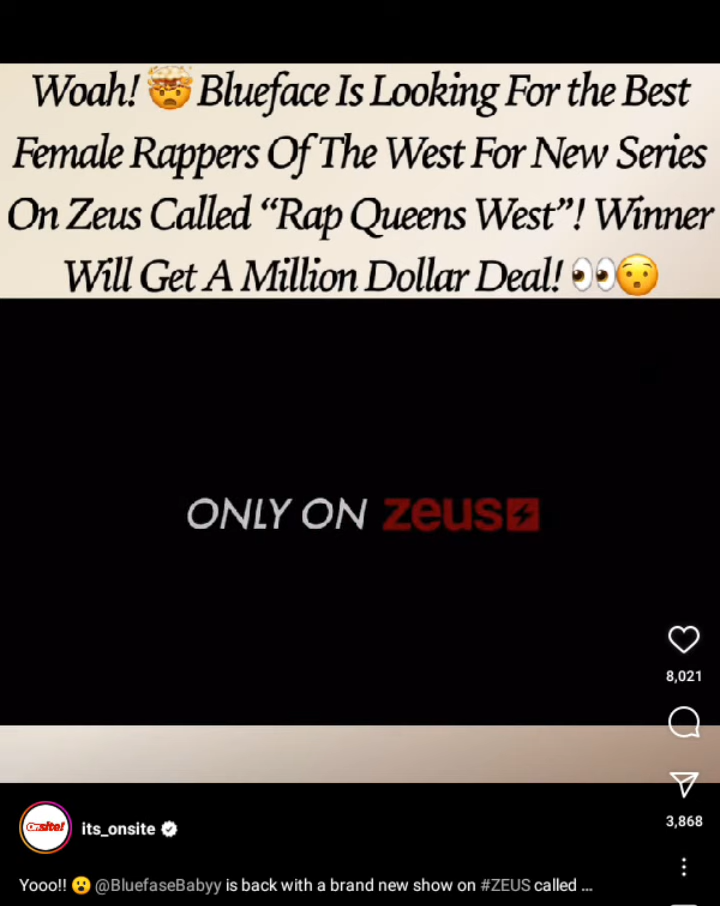 Woah! 🤯 Blueface Is Looking For the Best
Female Rappers Of The West For New Series
On Zeus Called “Rap Queens West”! Winner
Will Get A Million Dollar Deal! 👀😯
ONLY ON zeus
8,021
3,868
Onsite!
its_onsite
Yooo!! 😮 @BluefaseBabyy is back with a brand new show on #ZEUS called ...